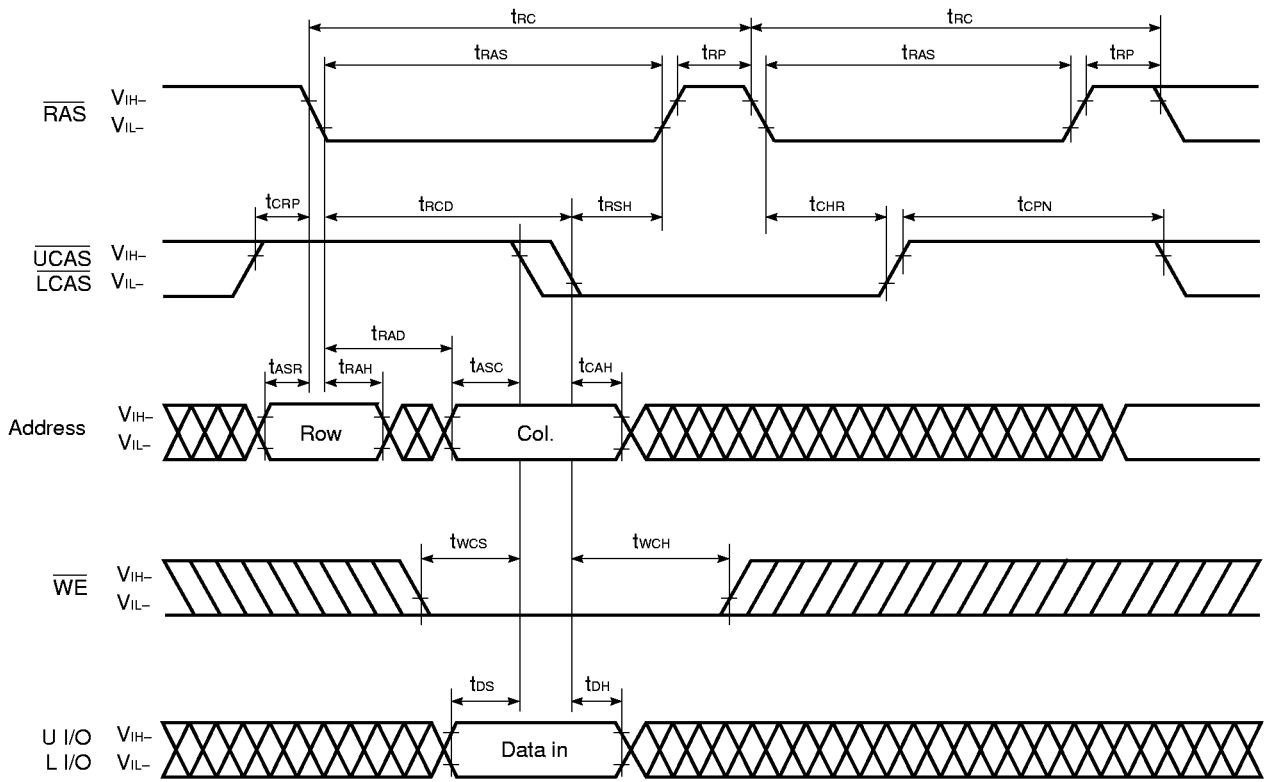 tRC tRC
tRAS tRP tRAS tRP
RAS VIH– VIL–
tCRP tRCD tRSH tCHR tCPN
UCAS LCAS VIH– VIL–
tRAD
tASR tRAH tASC tCAH
Address VIH– VIL– Row Col.
tWCS tWCH
WE VIH– VIL–
tDS tDH
U I/O VIH– Data in
L I/O VIL–